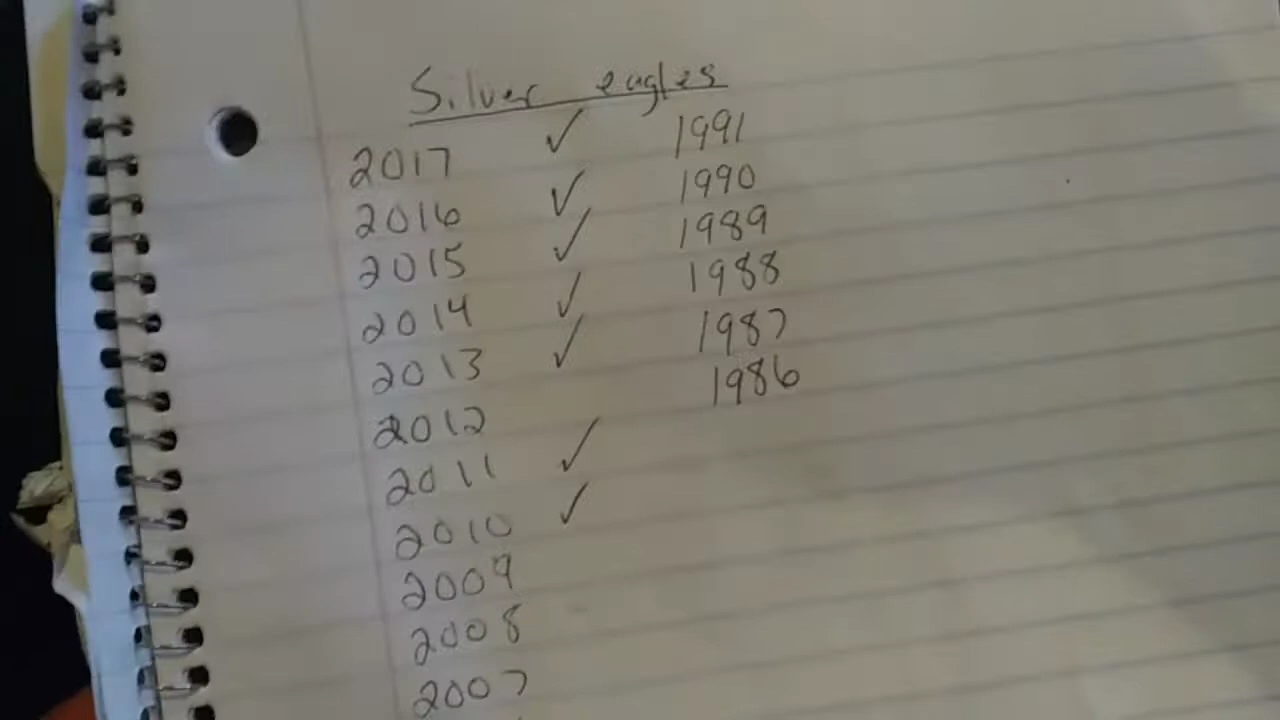 Silver eagles
2017 ✓ 1991
2016 ✓ 1990
2015 ✓ 1989
2014 ✓ 1988
2013 ✓ 1987
2012 1986
2011 ✓
2010 ✓
2009
2008
2007